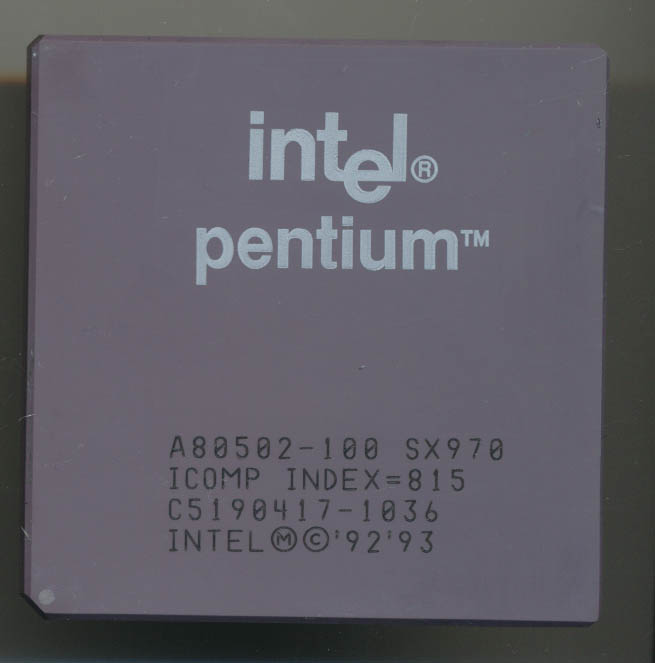 intel®
pentium™
A80502-100 SX970
ICOMP INDEX=815
C5190417-1036
INTEL Ⓜ © '92 '93